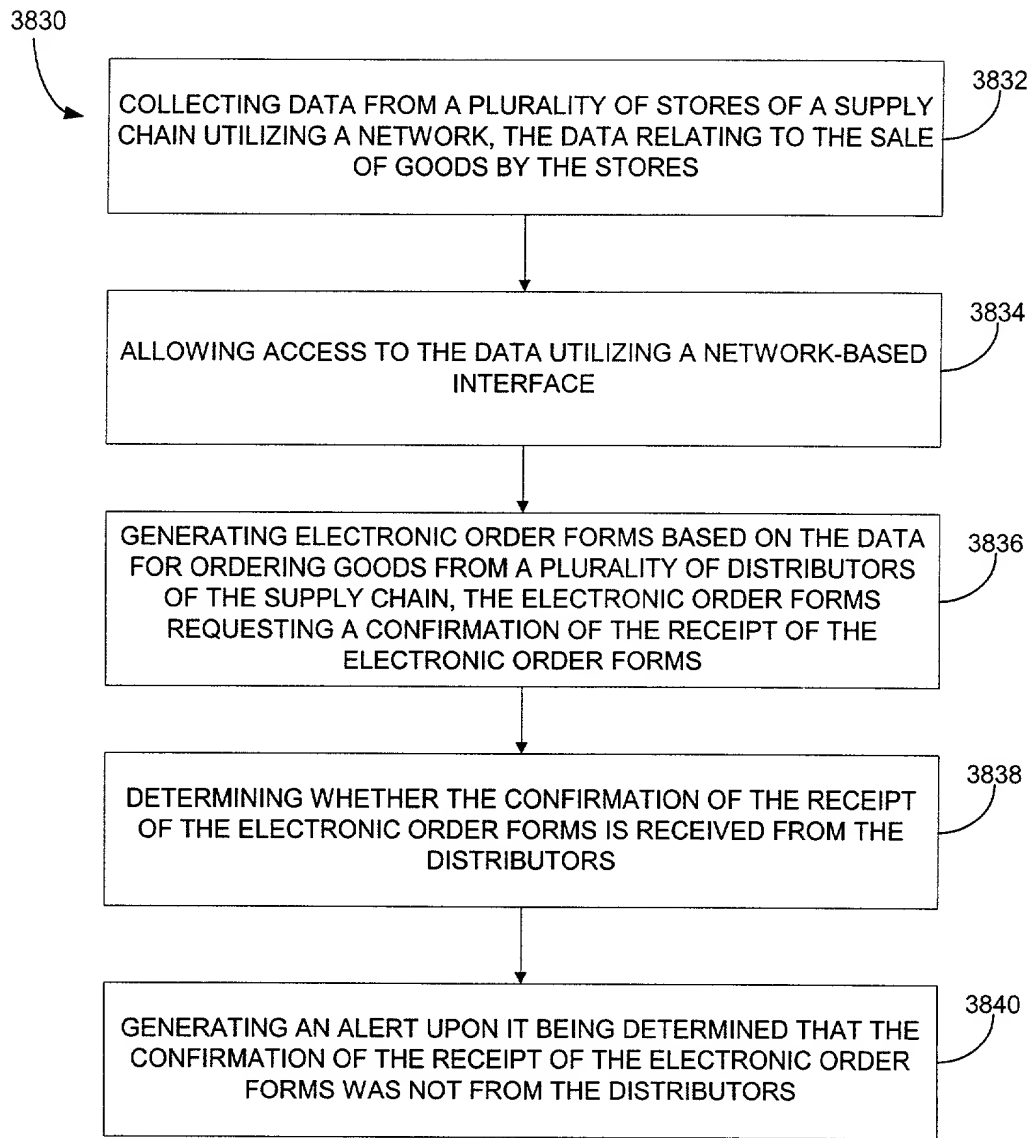 3830
3832
COLLECTING DATA FROM A PLURALITY OF STORES OF A SUPPLY
CHAIN UTILIZING A NETWORK, THE DATA RELATING TO THE SALE
OF GOODS BY THE STORES
3834
ALLOWING ACCESS TO THE DATA UTILIZING A NETWORK-BASED
INTERFACE
3836
GENERATING ELECTRONIC ORDER FORMS BASED ON THE DATA
FOR ORDERING GOODS FROM A PLURALITY OF DISTRIBUTORS
OF THE SUPPLY CHAIN, THE ELECTRONIC ORDER FORMS
REQUESTING A CONFIRMATION OF THE RECEIPT OF THE
ELECTRONIC ORDER FORMS
3838
DETERMINING WHETHER THE CONFIRMATION OF THE RECEIPT
OF THE ELECTRONIC ORDER FORMS IS RECEIVED FROM THE
DISTRIBUTORS
3840
GENERATING AN ALERT UPON IT BEING DETERMINED THAT THE
CONFIRMATION OF THE RECEIPT OF THE ELECTRONIC ORDER
FORMS WAS NOT FROM THE DISTRIBUTORS